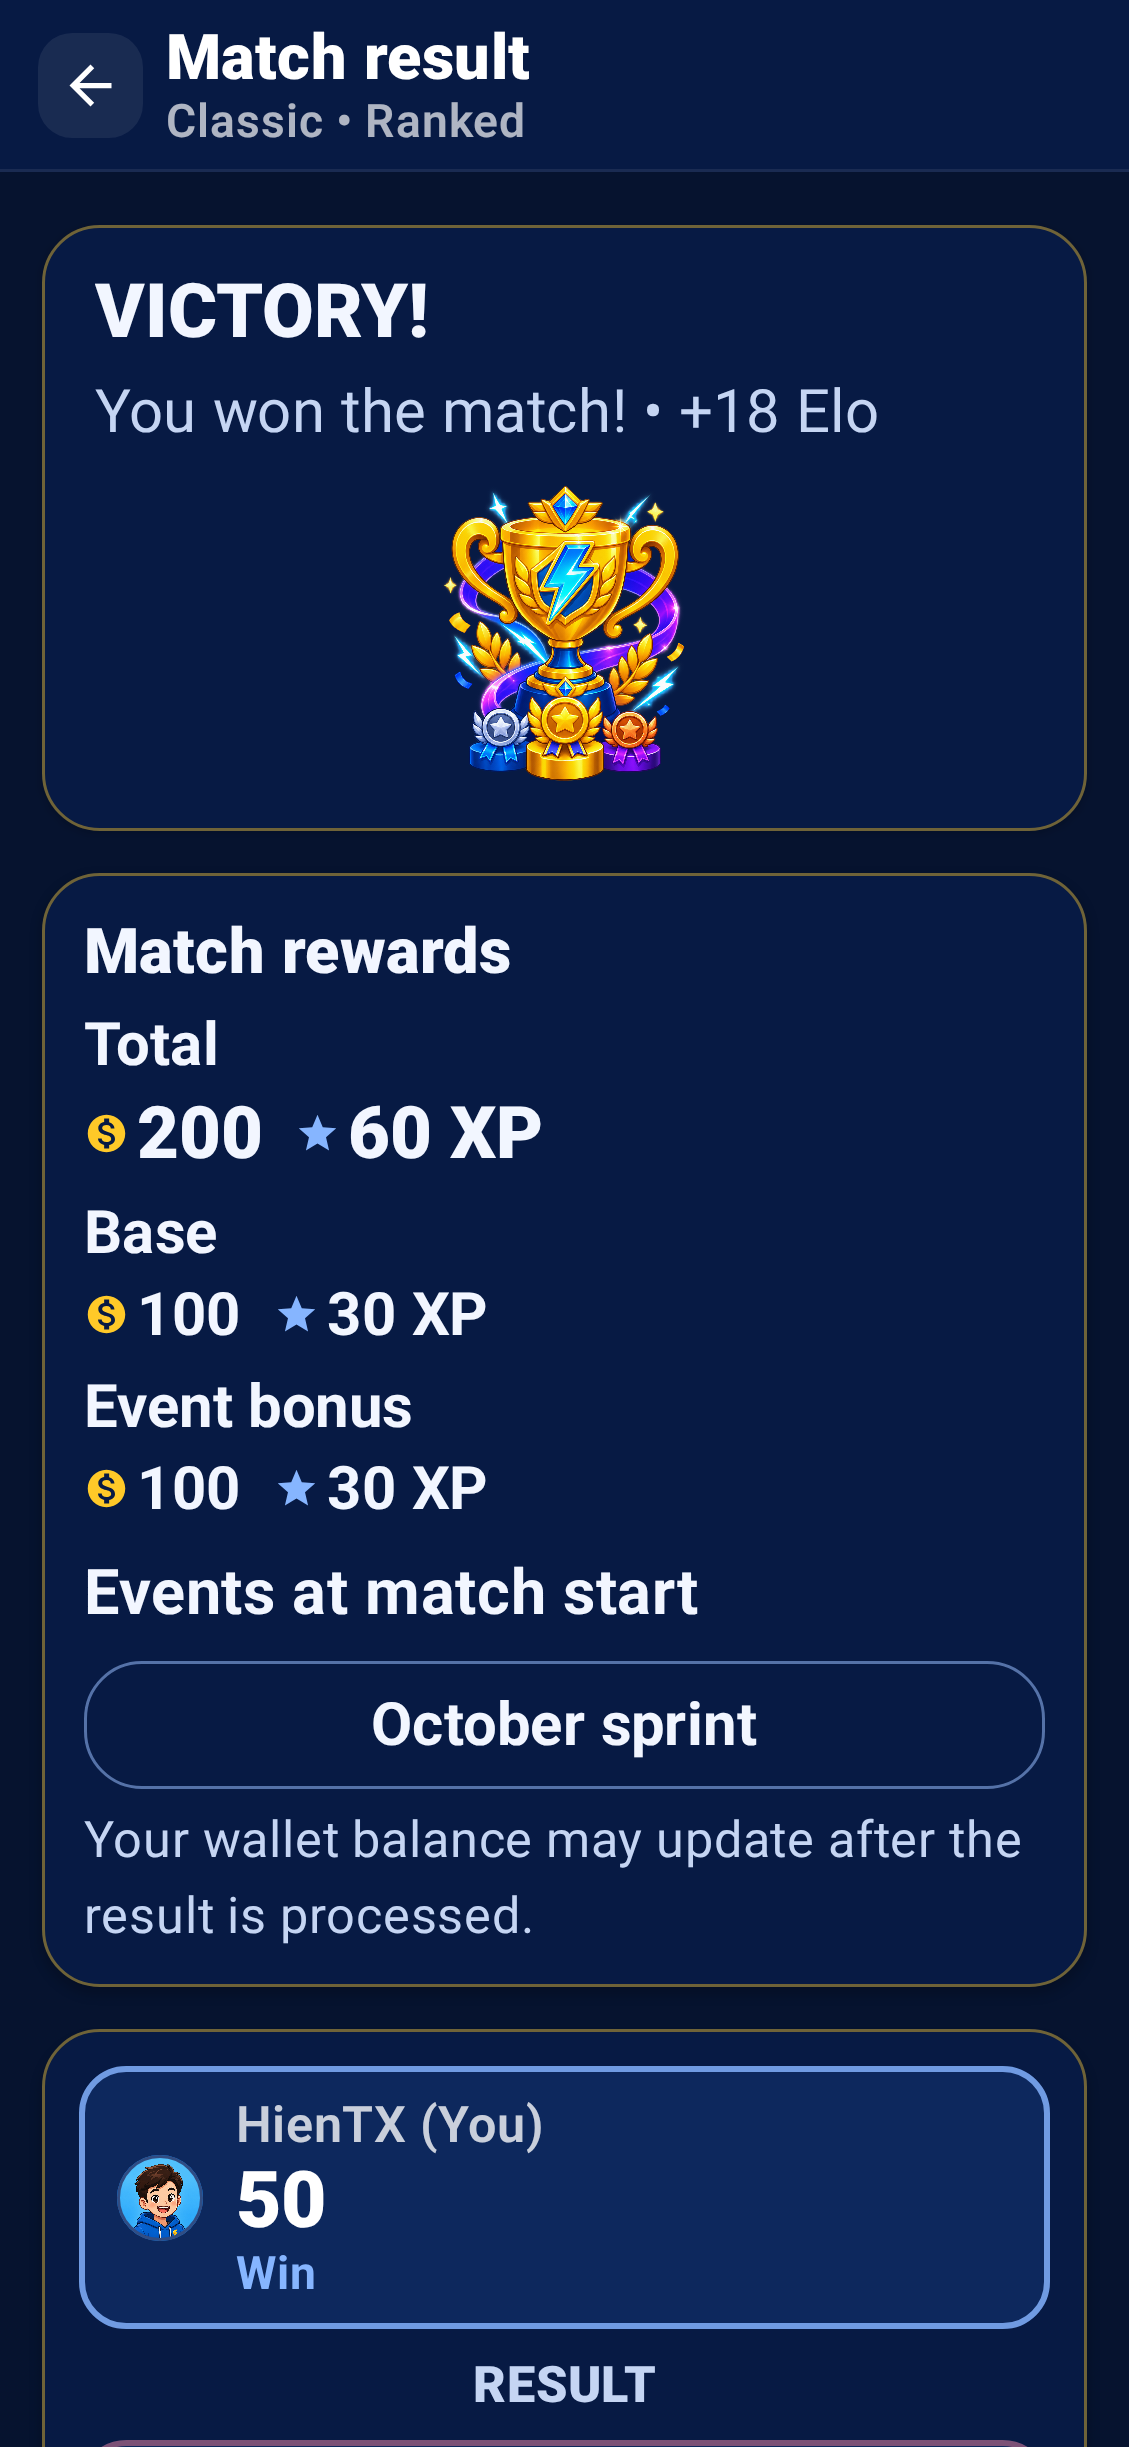 Match result
Classic • Ranked
VICTORY!
You won the match! • +18 Elo
Match rewards
Total
200 60 XP
Base
100 30 XP
Event bonus
100 30 XP
Events at match start
October sprint
Your wallet balance may update after the
result is processed.
HienTX (You)
50
Win
RESULT